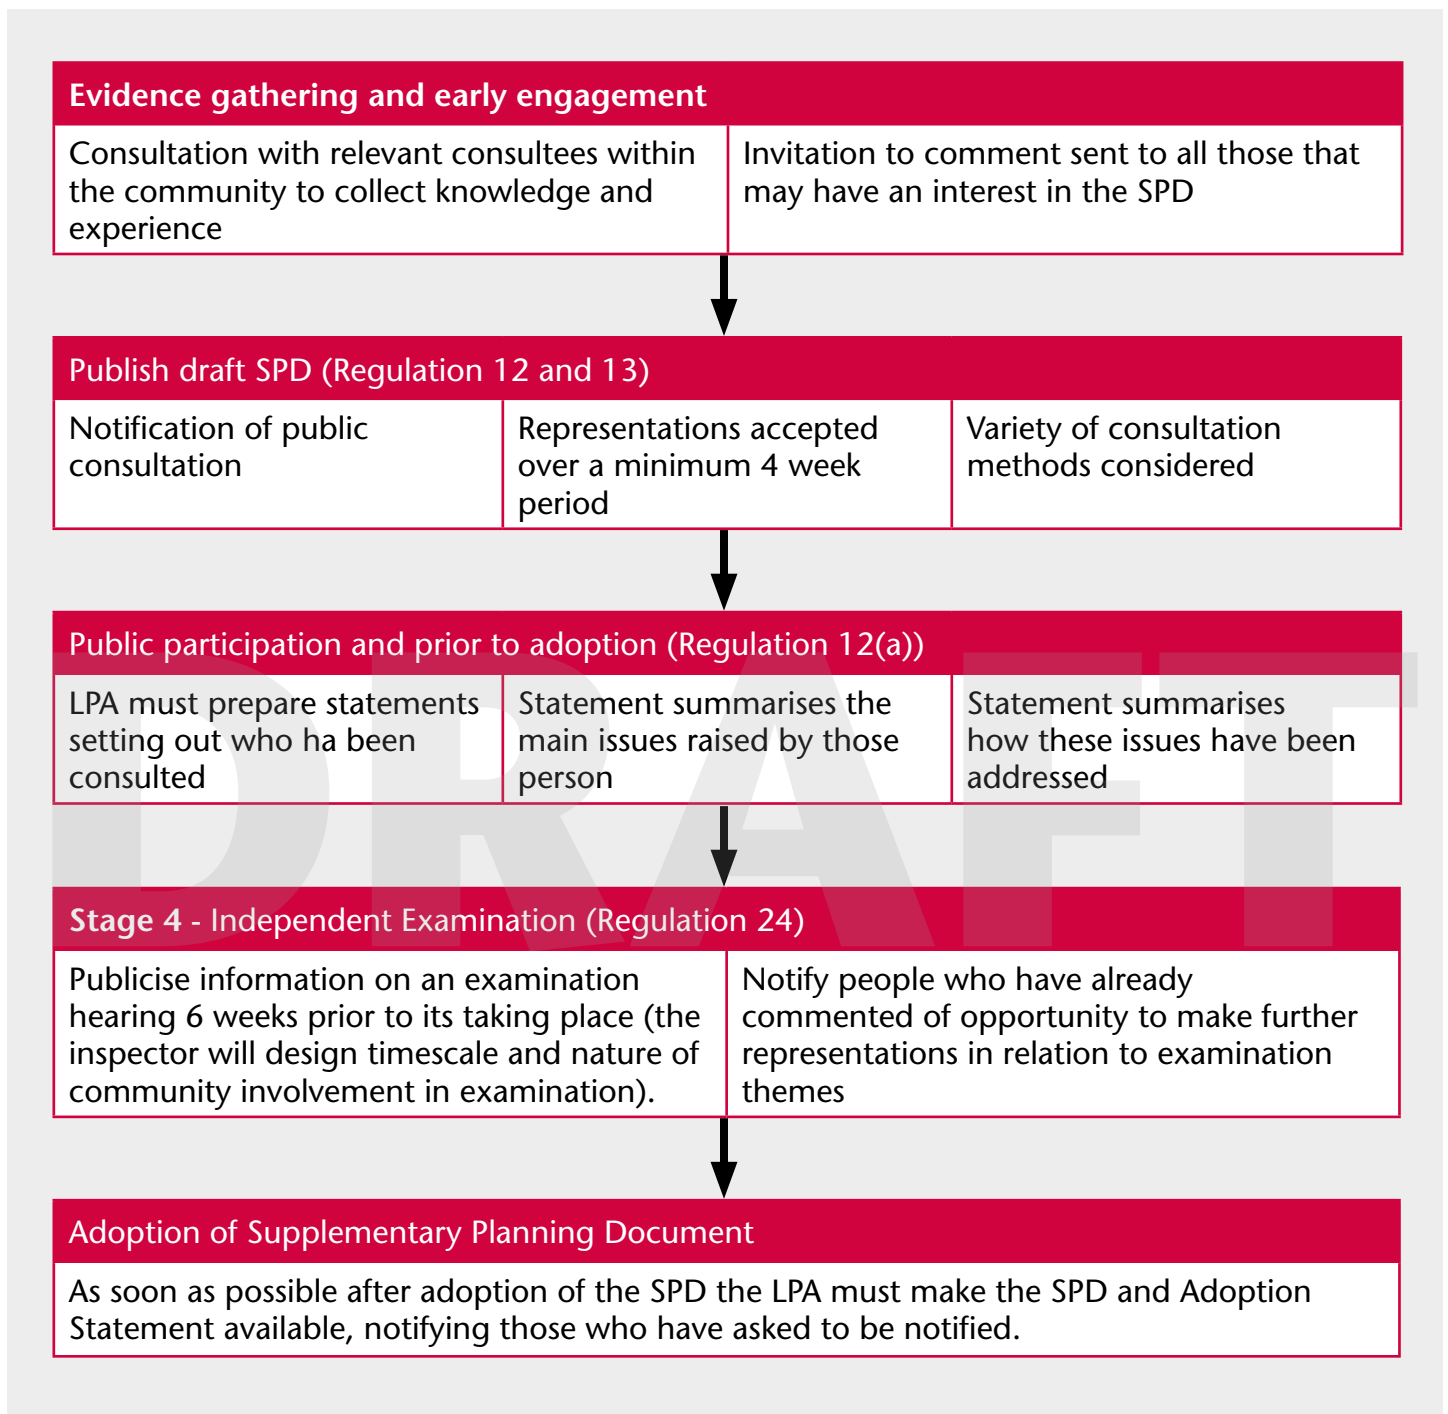 Evidence gathering and early engagement
Consultation with relevant consultees within
the community to collect knowledge and
experience
Invitation to comment sent to all those that
may have an interest in the SPD
Publish draft SPD (Regulation 12 and 13)
Notification of public
consultation
Representations accepted
over a minimum 4 week
period
Variety of consultation
methods considered
Public participation and prior to adoption (Regulation 12(a))
LPA must prepare statements
setting out who ha been
consulted
Statement summarises the
main issues raised by those
person
Statement summarises
how these issues have been
addressed
DRAFT
Stage 4 - Independent Examination (Regulation 24)
Publicise information on an examination
hearing 6 weeks prior to its taking place (the
inspector will design timescale and nature of
community involvement in examination).
Notify people who have already
commented of opportunity to make further
representations in relation to examination
themes
Adoption of Supplementary Planning Document
As soon as possible after adoption of the SPD the LPA must make the SPD and Adoption
Statement available, notifying those who have asked to be notified.